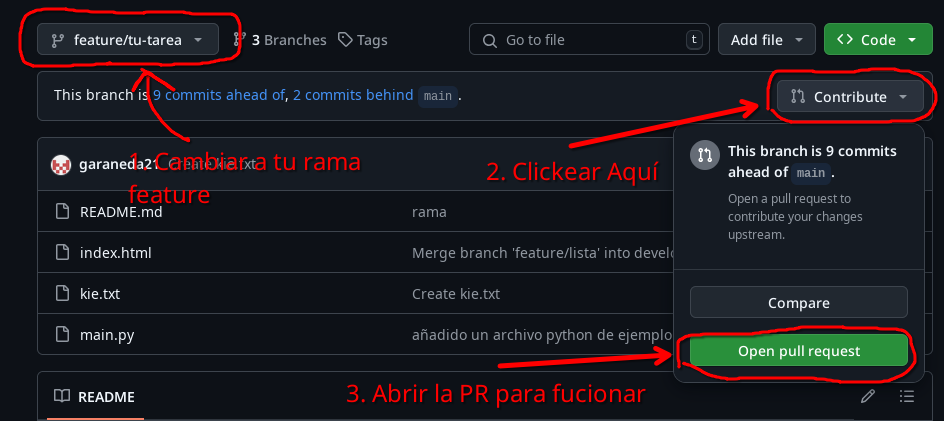 feature/tu-tarea
3 Branches
Tags
Go to file
t
Add file
Code
This branch is 9 commits ahead of, 2 commits behind main.
Contribute
1. Cambiar a tu rama
feature
2. Clickear Aquí
garaneda21 Create kie.txt
This branch is 9 commits
ahead of main.
Open a pull request to
contribute your changes
upstream.
README.md
rama
index.html
Merge branch 'feature/lista' into develo
kie.txt
Create kie.txt
Compare
main.py
añadido un archivo python de ejemplo
Open pull request
3. Abrir la PR para fucionar
README